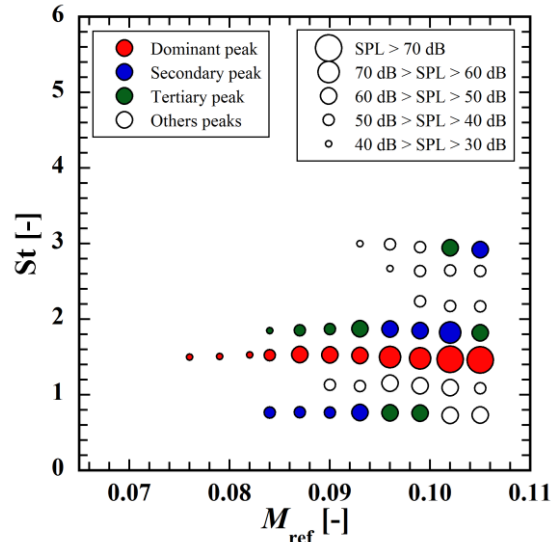 6
5
4
3
2
1
0
St [-]
Dominant peak
Secondary peak
Tertiary peak
Others peaks
SPL > 70 dB
70 dB > SPL > 60 dB
60 dB > SPL > 50 dB
50 dB > SPL > 40 dB
40 dB > SPL > 30 dB
0.07 0.08 0.09 0.10 0.11
M_ref [-]